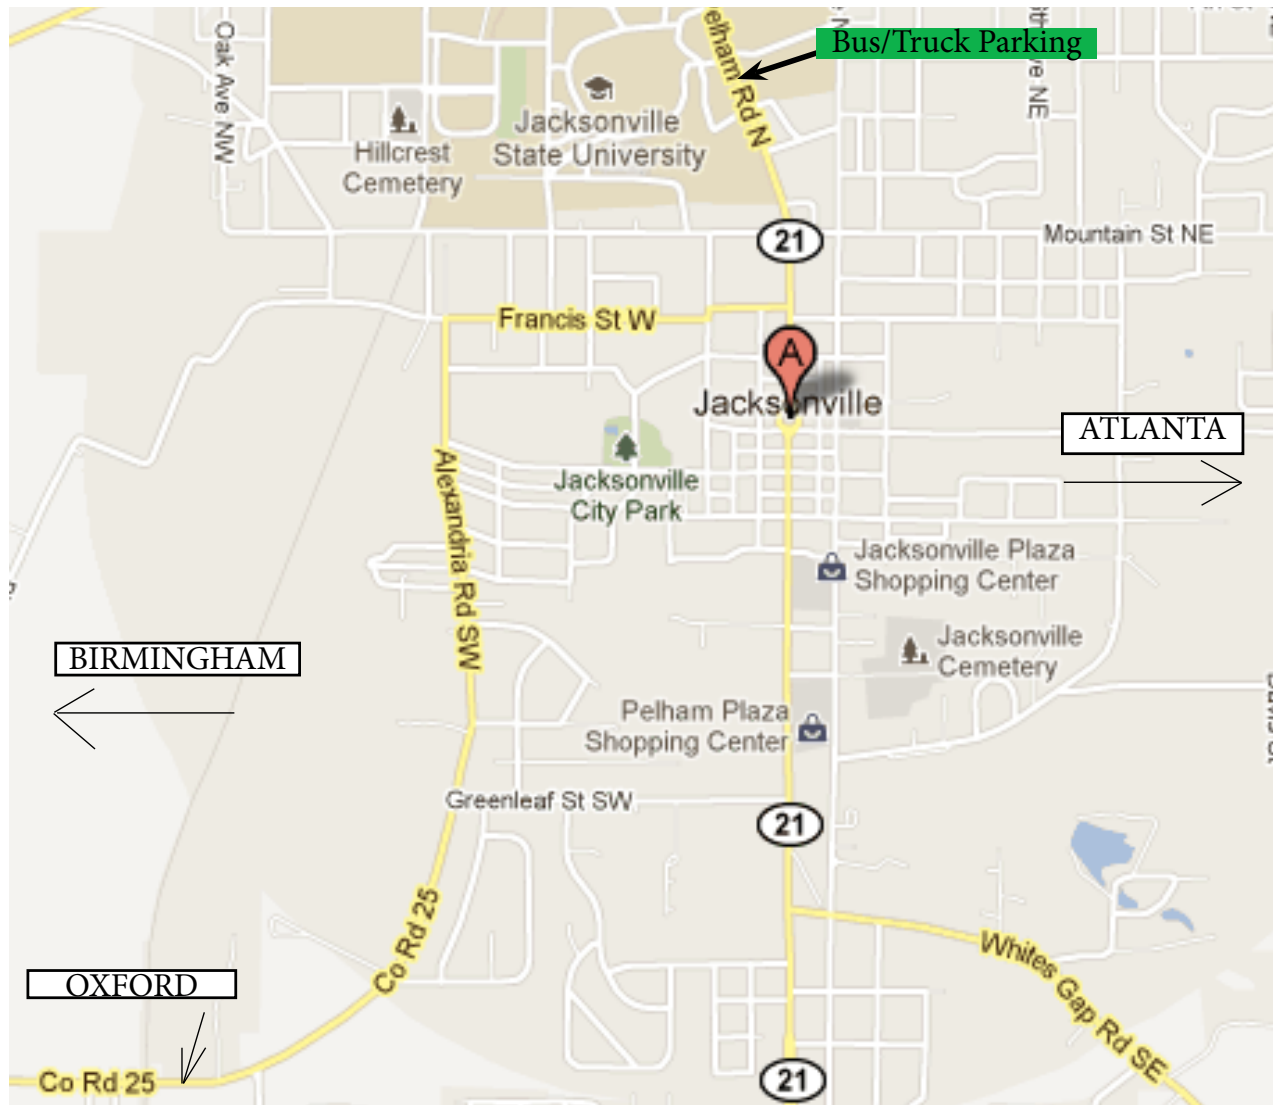 Oak Ave NW
elham Rd N
Bus/Truck Parking
ve NE
Jacksonville
State University
Hillcrest
Cemetery
21
Mountain St NE
Francis St W
A
Jacksonville
ATLANTA
Jacksonville
City Park
Alexandria Rd SW
Jacksonville Plaza
Shopping Center
BIRMINGHAM
Jacksonville
Cemetery
Pelham Plaza
Shopping Center
Greenleaf St SW
21
Co Rd 25
Whites Gap Rd SE
OXFORD
Co Rd 25
21